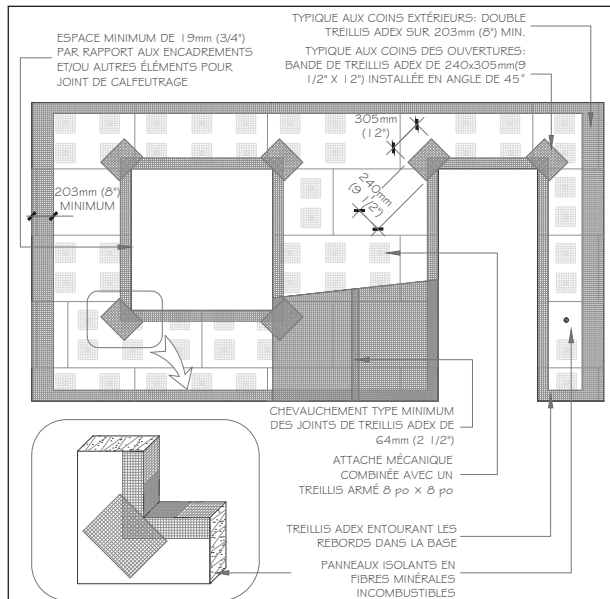 ESPACE MINIMUM DE 19mm (3/4")
PAR RAPPORT AUX ENCADREMENTS
ET/OU AUTRES ÉLÉMENTS POUR
JOINT DE CALFEUTRAGE
TYPIQUE AUX COINS EXTÉRIEURS: DOUBLE
TREILLIS ADEX SUR 203mm (8") MIN.
TYPIQUE AUX COINS DES OUVERTURES:
BANDE DE TREILLIS ADEX DE 240x305mm(9
1/2" X 12") INSTALLÉE EN ANGLE DE 45°
305mm
(12")
240mm
(9 1/2")
203mm (8")
MINIMUM
CHEVAUCHEMENT TYPE MINIMUM
DES JOINTS DE TREILLIS ADEX DE
64mm (2 1/2")
ATTACHE MÉCANIQUE
COMBINÉE AVEC UN
TREILLIS ARMÉ 8 po x 8 po
TREILLIS ADEX ENTOURANT LES
REBORDS DANS LA BASE
PANNEAUX ISOLANTS EN
FIBRES MINÉRALES
INCOMBUSTIBLES